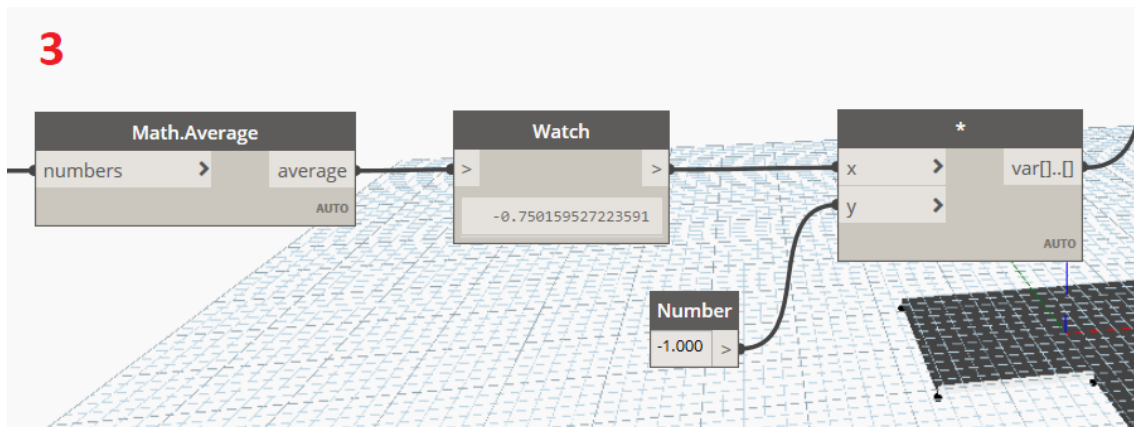 3
Math.Average
numbers >
average
AUTO
Watch
> >
-0.750159527223591
*
x >
var[]..[]
y >
AUTO
Number
-1.000 >